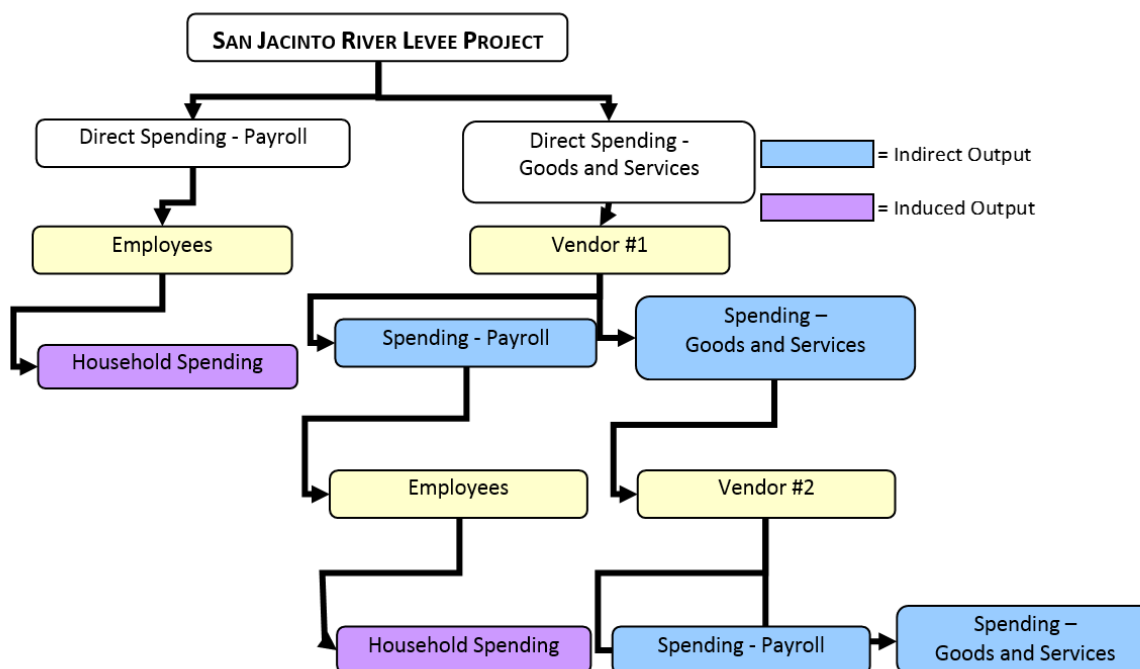 SAN JACINTO RIVER LEVEE PROJECT
Direct Spending - Payroll
Direct Spending -
Goods and Services
= Indirect Output
= Induced Output
Employees
Vendor #1
Spending - Payroll
Spending –
Goods and Services
Household Spending
Employees
Vendor #2
Household Spending
Spending - Payroll
Spending –
Goods and Services